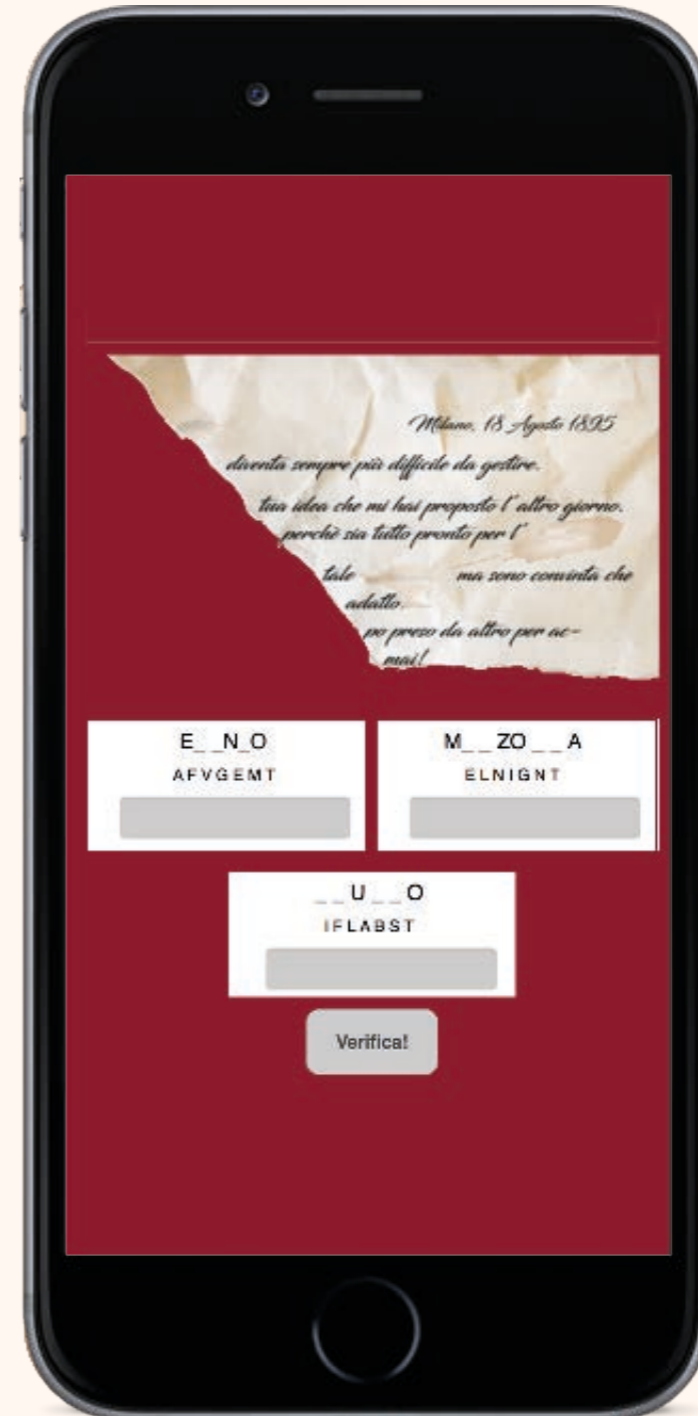 Milano, 18 Agosto 1895
diventa sempre più difficile da gestire.
tua idea che mi hai proposto l'altro giorno.
perchè sia tutto pronto per l'
tale ma sono convinta che
adatto.
po preso da altro per ac-
mai!
E_ _N_O
AFVGEMT
M_ _ZO_ _A
ELNIGNT
_ _U_ _O
IFLABST
Verifica!